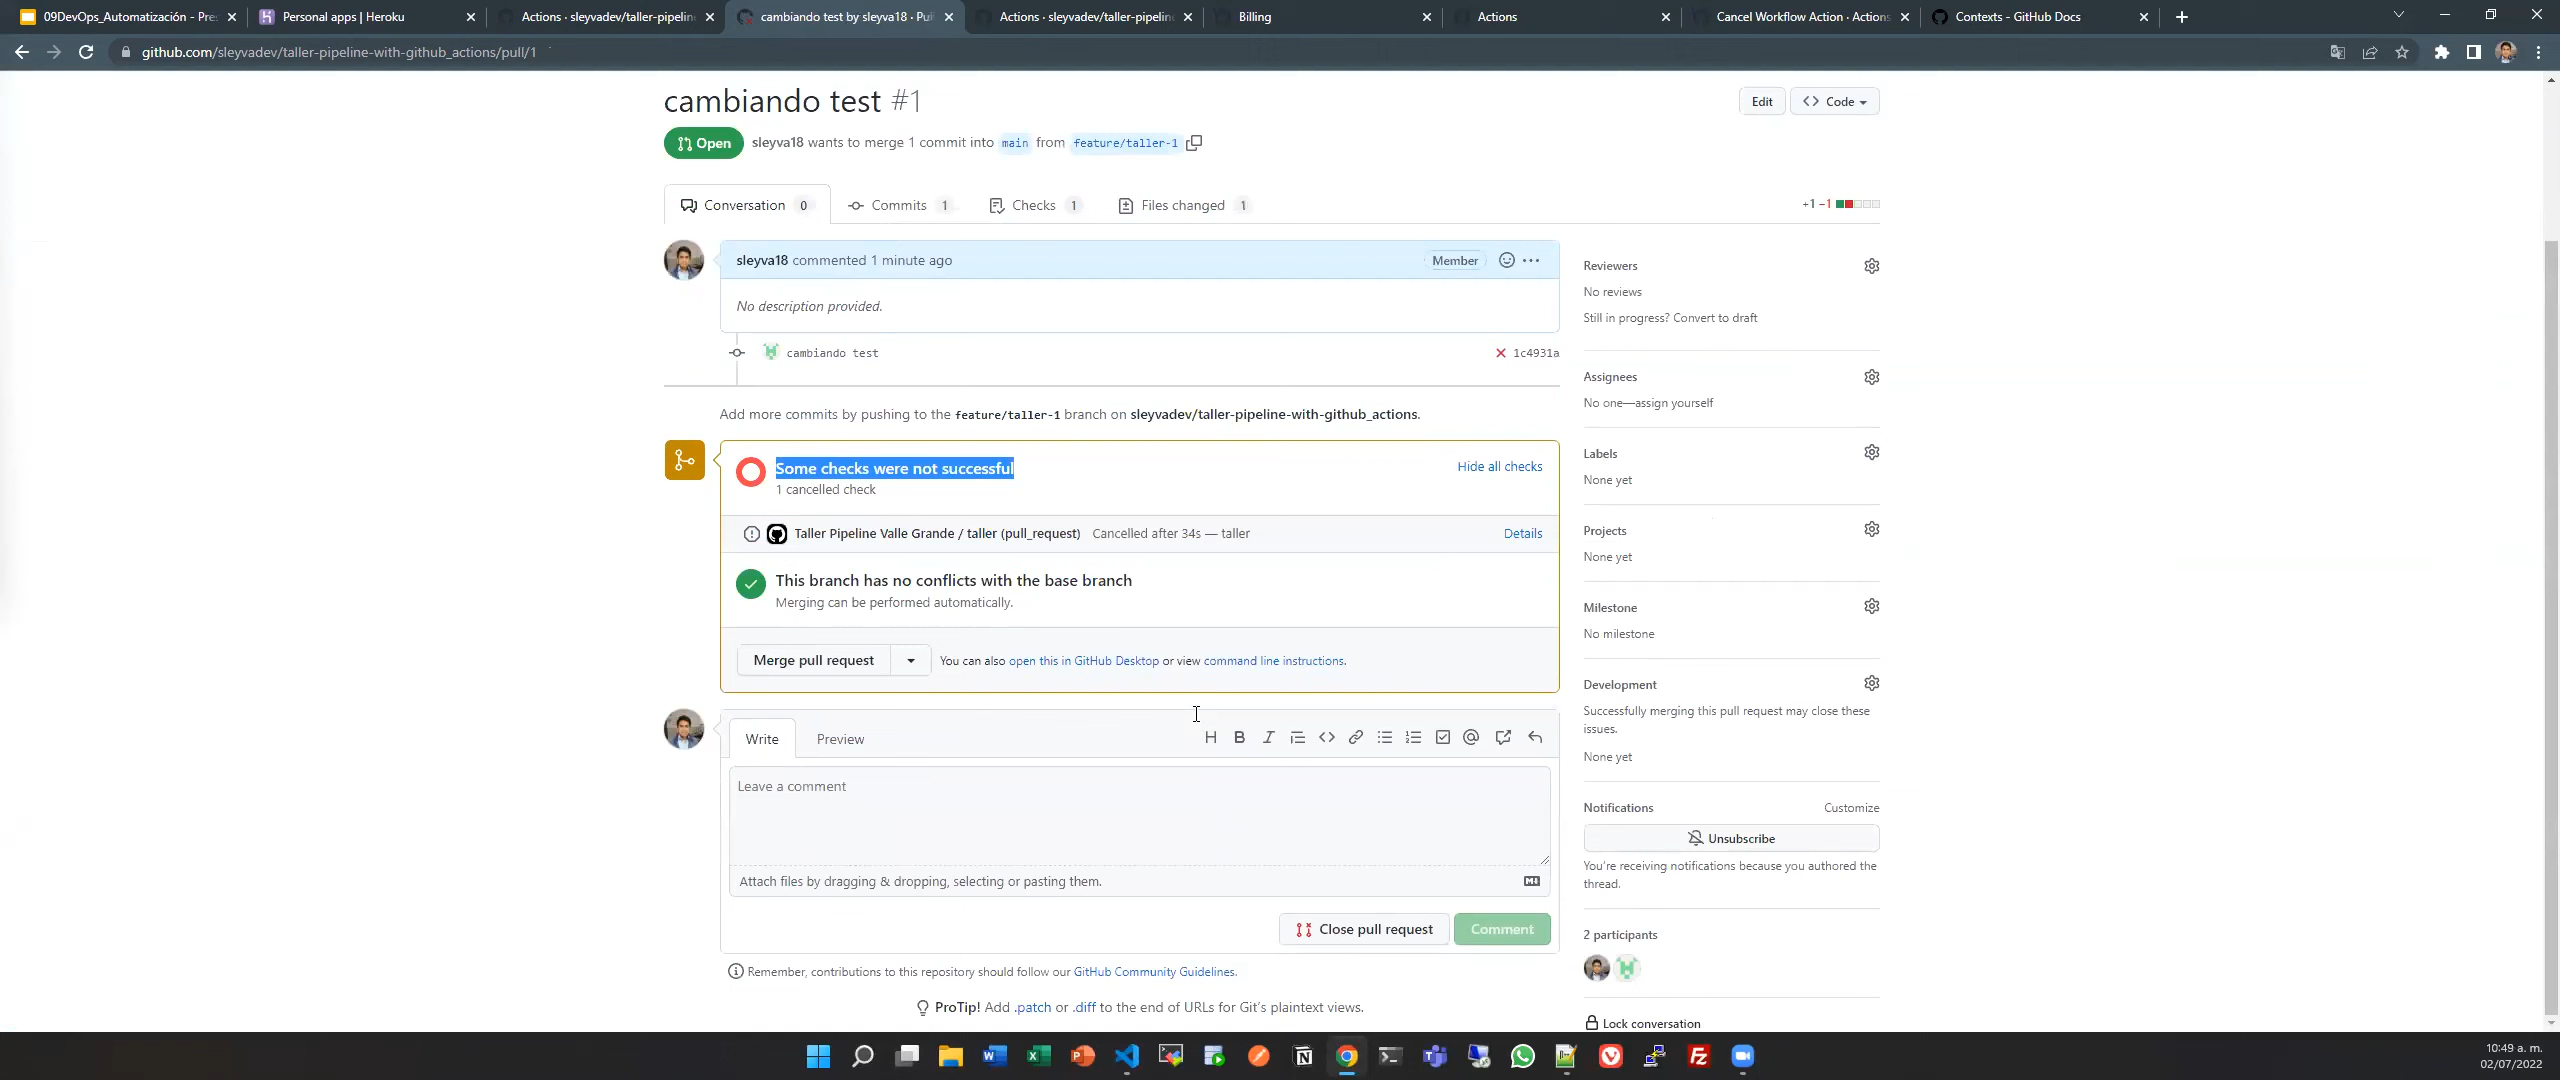 09DevOps_Automatización - Pre
Personal apps | Heroku
Actions · sleyvadev/taller-pipelin
cambiando test by sleyva18 · Pul
Actions · sleyvadev/taller-pipelin
Billing
Actions
Cancel Workflow Action · Actions
Contexts - GitHub Docs
github.com/sleyvadev/taller-pipeline-with-github_actions/pull/1
cambiando test #1
Edit
Code
Open
sleyva18 wants to merge 1 commit into main from feature/taller-1
Conversation 0
Commits 1
Checks 1
Files changed 1
+1 −1
sleyva18 commented 1 minute ago
Member
No description provided.
cambiando test
1c4931a
Add more commits by pushing to the feature/taller-1 branch on sleyvadev/taller-pipeline-with-github_actions.
Some checks were not successful
Hide all checks
1 cancelled check
Taller Pipeline Valle Grande / taller (pull_request) Cancelled after 34s — taller
Details
This branch has no conflicts with the base branch
Merging can be performed automatically.
Merge pull request
You can also open this in GitHub Desktop or view command line instructions.
Write
Preview
Leave a comment
Attach files by dragging & dropping, selecting or pasting them.
Close pull request
Comment
Remember, contributions to this repository should follow our GitHub Community Guidelines.
ProTip! Add .patch or .diff to the end of URLs for Git's plaintext views.
Reviewers
No reviews
Still in progress? Convert to draft
Assignees
No one—assign yourself
Labels
None yet
Projects
None yet
Milestone
No milestone
Development
Successfully merging this pull request may close these
issues.
None yet
Notifications
Customize
Unsubscribe
You're receiving notifications because you authored the
thread.
2 participants
Lock conversation
10:49 a. m.
02/07/2022